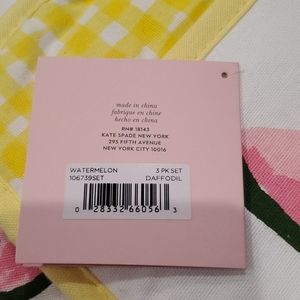 made in china
fabrique en chine
hecho en china
RN# 18143
KATE SPADE NEW YORK
295 FIFTH AVENUE
NEW YORK CITY 10016
WATERMELON 3 PK SET
106739SET DAFFODIL
0 28332 66056 3